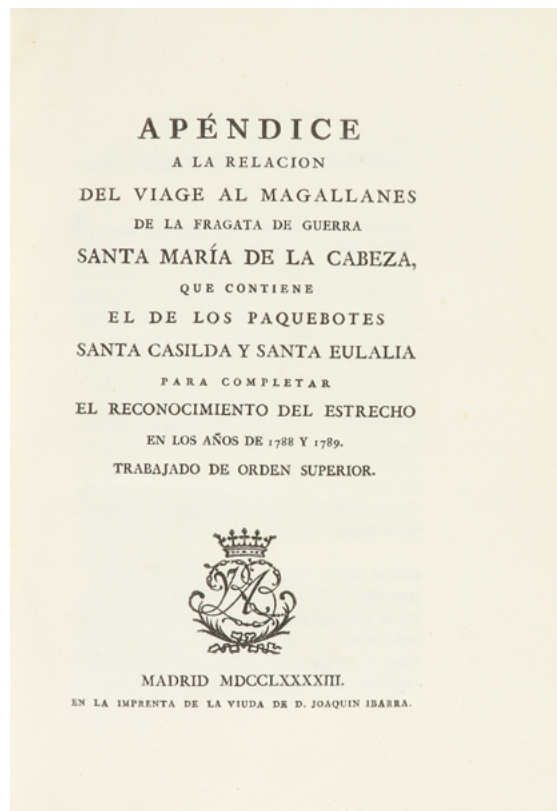 APÉNDICE
A LA RELACION
DEL VIAGE AL MAGALLANES
DE LA FRAGATA DE GUERRA
SANTA MARÍA DE LA CABEZA,
QUE CONTIENE
EL DE LOS PAQUEBOTES
SANTA CASILDA Y SANTA EULALIA
PARA COMPLETAR
EL RECONOCIMIENTO DEL ESTRECHO
EN LOS AÑOS DE 1788 Y 1789.
TRABAJADO DE ORDEN SUPERIOR.
MADRID MDCCLXXXXIII.
EN LA IMPRENTA DE LA VIUDA DE D. JOAQUIN IBARRA.